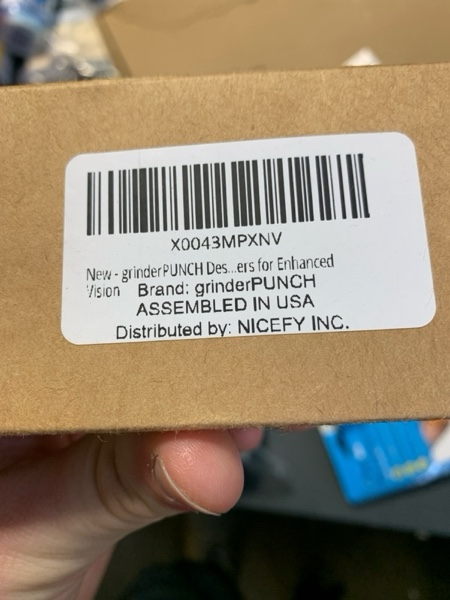 X0043MPXNV
New - grinderPUNCH Des...ers for Enhanced
Vision Brand: grinderPUNCH
ASSEMBLED IN USA
Distributed by: NICEFY INC.